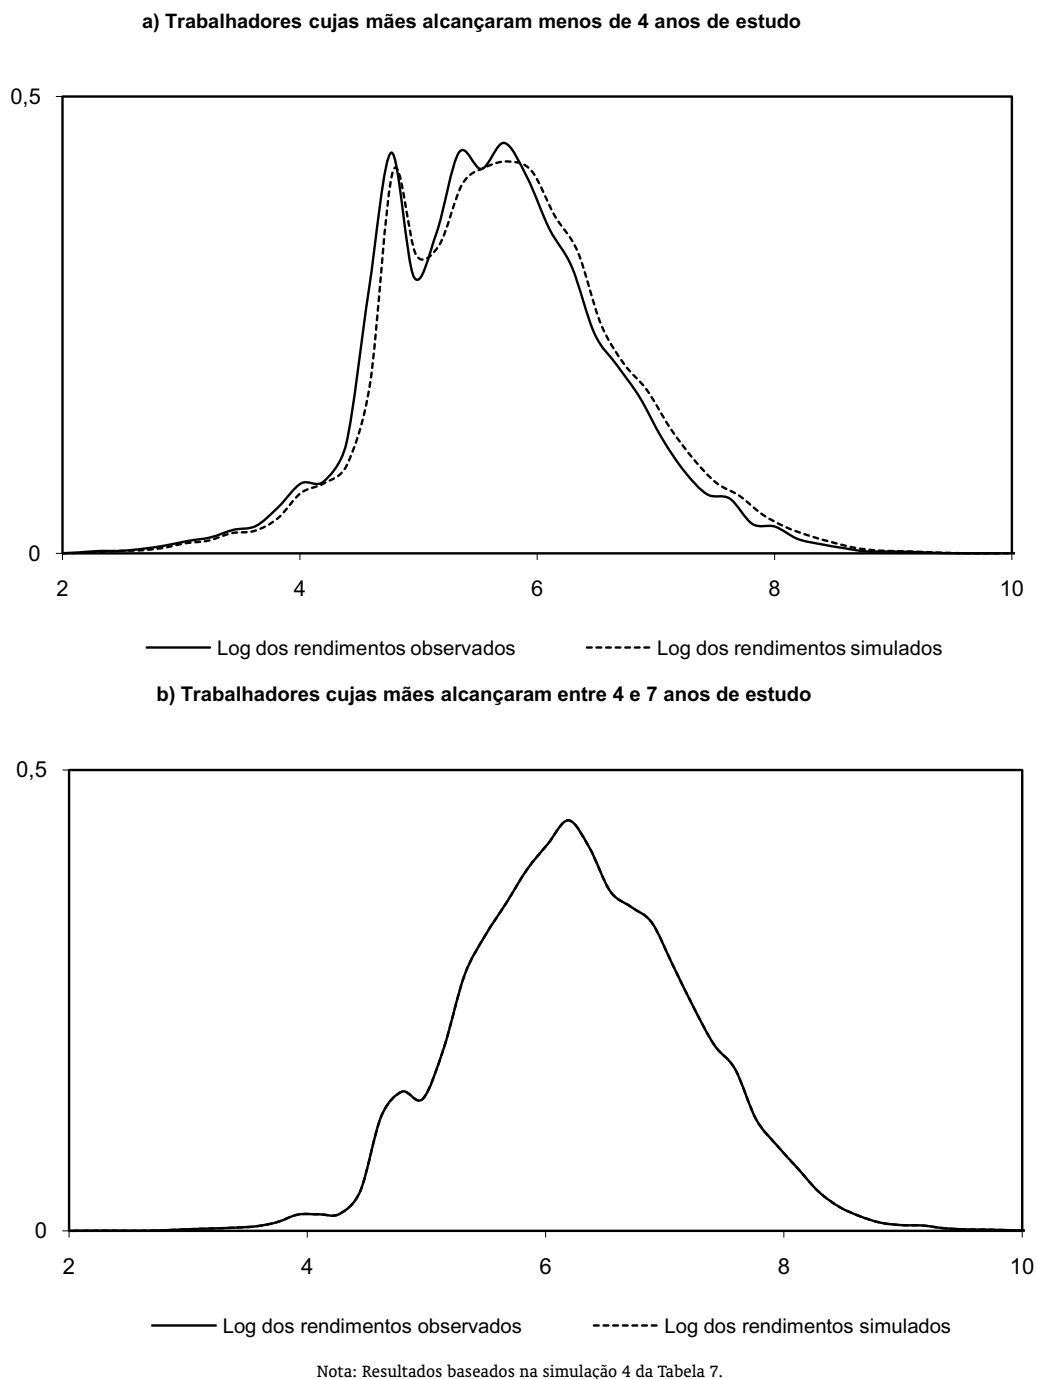 a) Trabalhadores cujas mães alcançaram menos de 4 anos de estudo
0,5
0
2 4 6 8 10
Log dos rendimentos observados Log dos rendimentos simulados
b) Trabalhadores cujas mães alcançaram entre 4 e 7 anos de estudo
0,5
0
2 4 6 8 10
Log dos rendimentos observados Log dos rendimentos simulados
Nota: Resultados baseados na simulação 4 da Tabela 7.